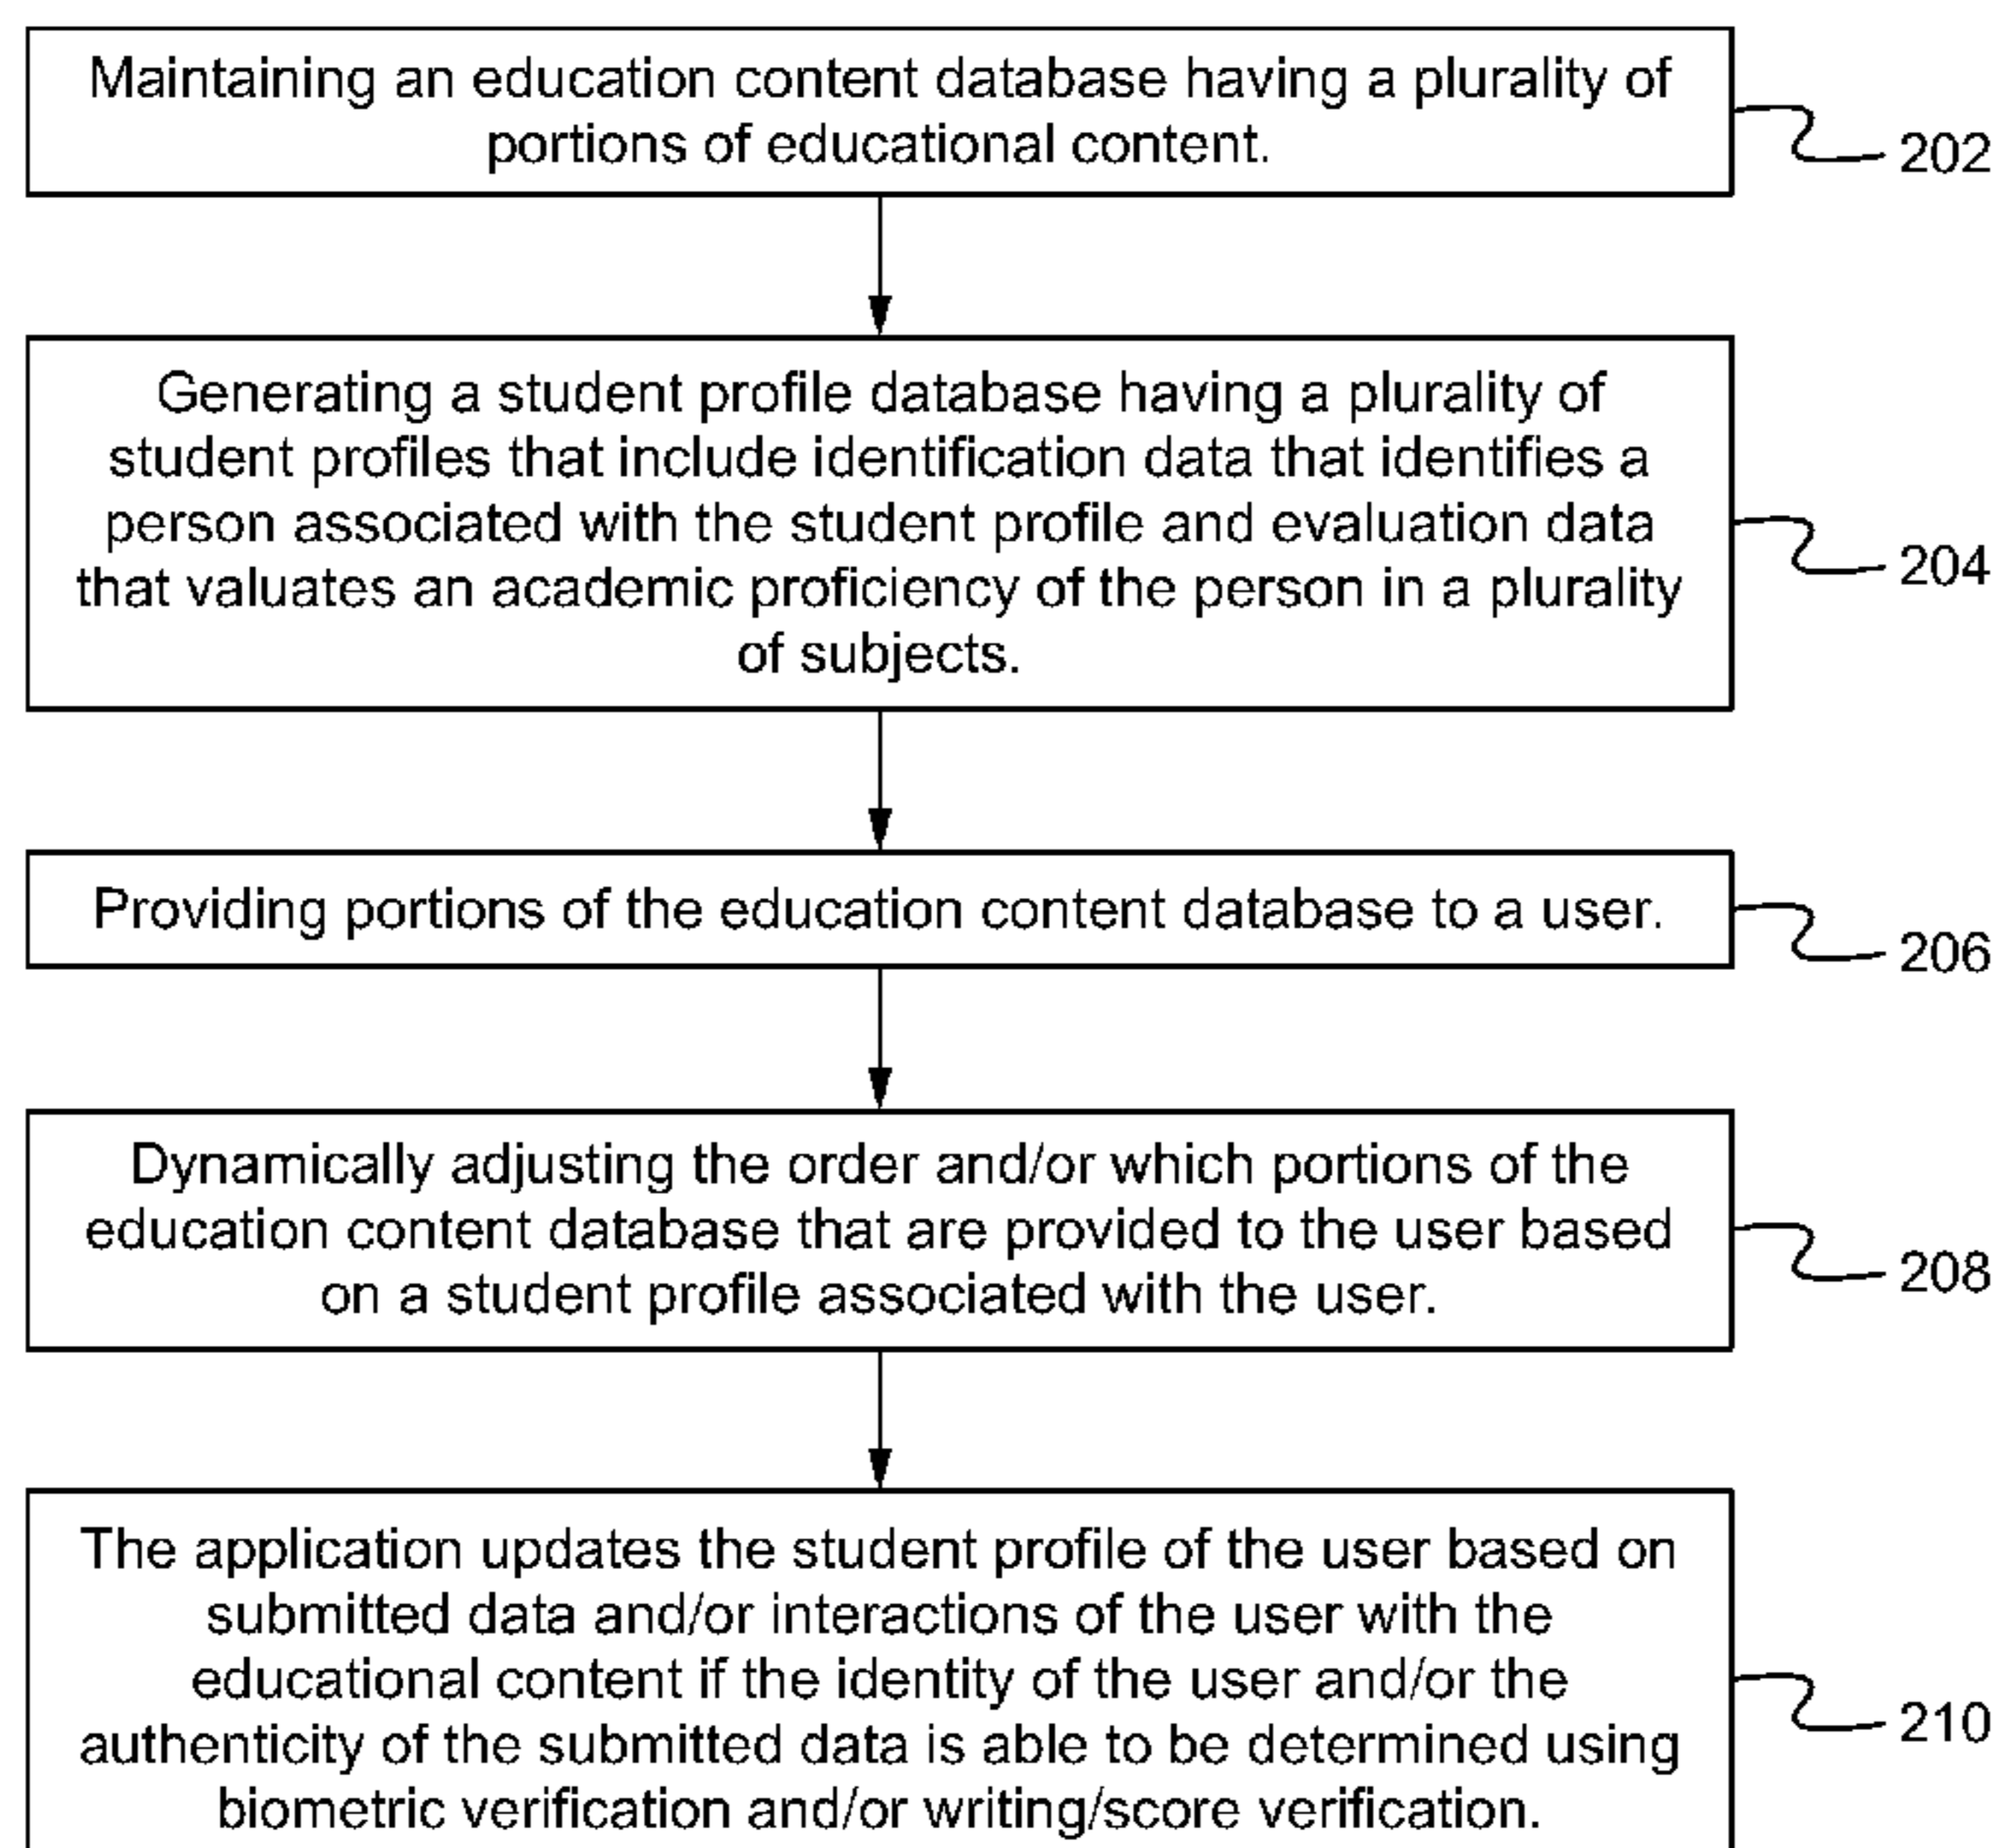 Maintaining an education content database having a plurality of
portions of educational content.
202
Generating a student profile database having a plurality of
student profiles that include identification data that identifies a
person associated with the student profile and evaluation data
that valuates an academic proficiency of the person in a plurality
of subjects.
204
Providing portions of the education content database to a user.
206
Dynamically adjusting the order and/or which portions of the
education content database that are provided to the user based
on a student profile associated with the user.
208
The application updates the student profile of the user based on
submitted data and/or interactions of the user with the
educational content if the identity of the user and/or the
authenticity of the submitted data is able to be determined using
biometric verification and/or writing/score verification.
210